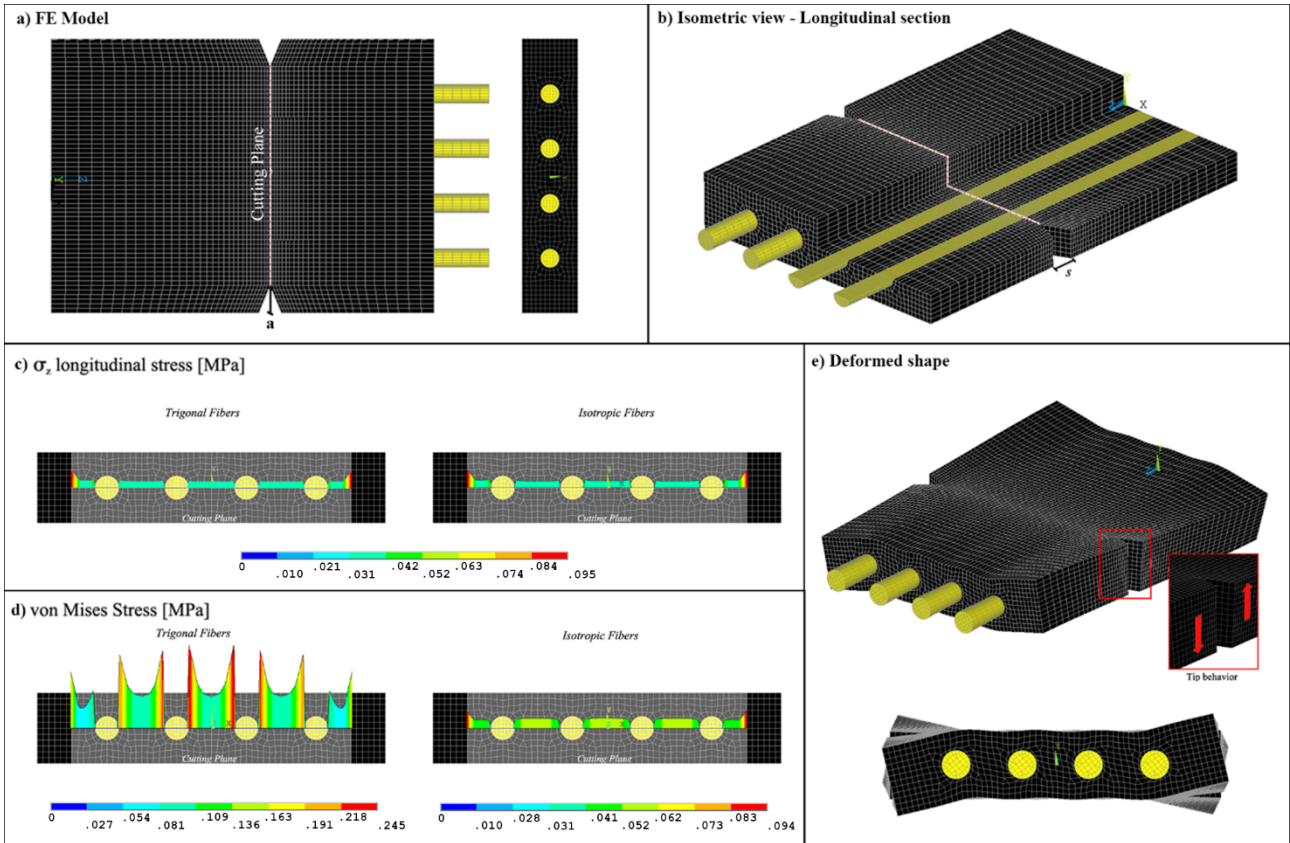 a) FE Model
Y
Z
Cutting Plane
a
b) Isometric view - Longitudinal section
Y
Z
X
s
c) σz longitudinal stress [MPa]
Trigonal Fibers
Isotropic Fibers
Cutting Plane
Cutting Plane
0 .010 .021 .031 .042 .052 .063 .074 .084 .095
d) von Mises Stress [MPa]
Trigonal Fibers
Isotropic Fibers
X
X
Cutting Plane
Cutting Plane
0 .027 .054 .081 .109 .136 .163 .191 .218 .245
0 .010 .028 .031 .041 .052 .062 .073 .083 .094
e) Deformed shape
Tip behavior